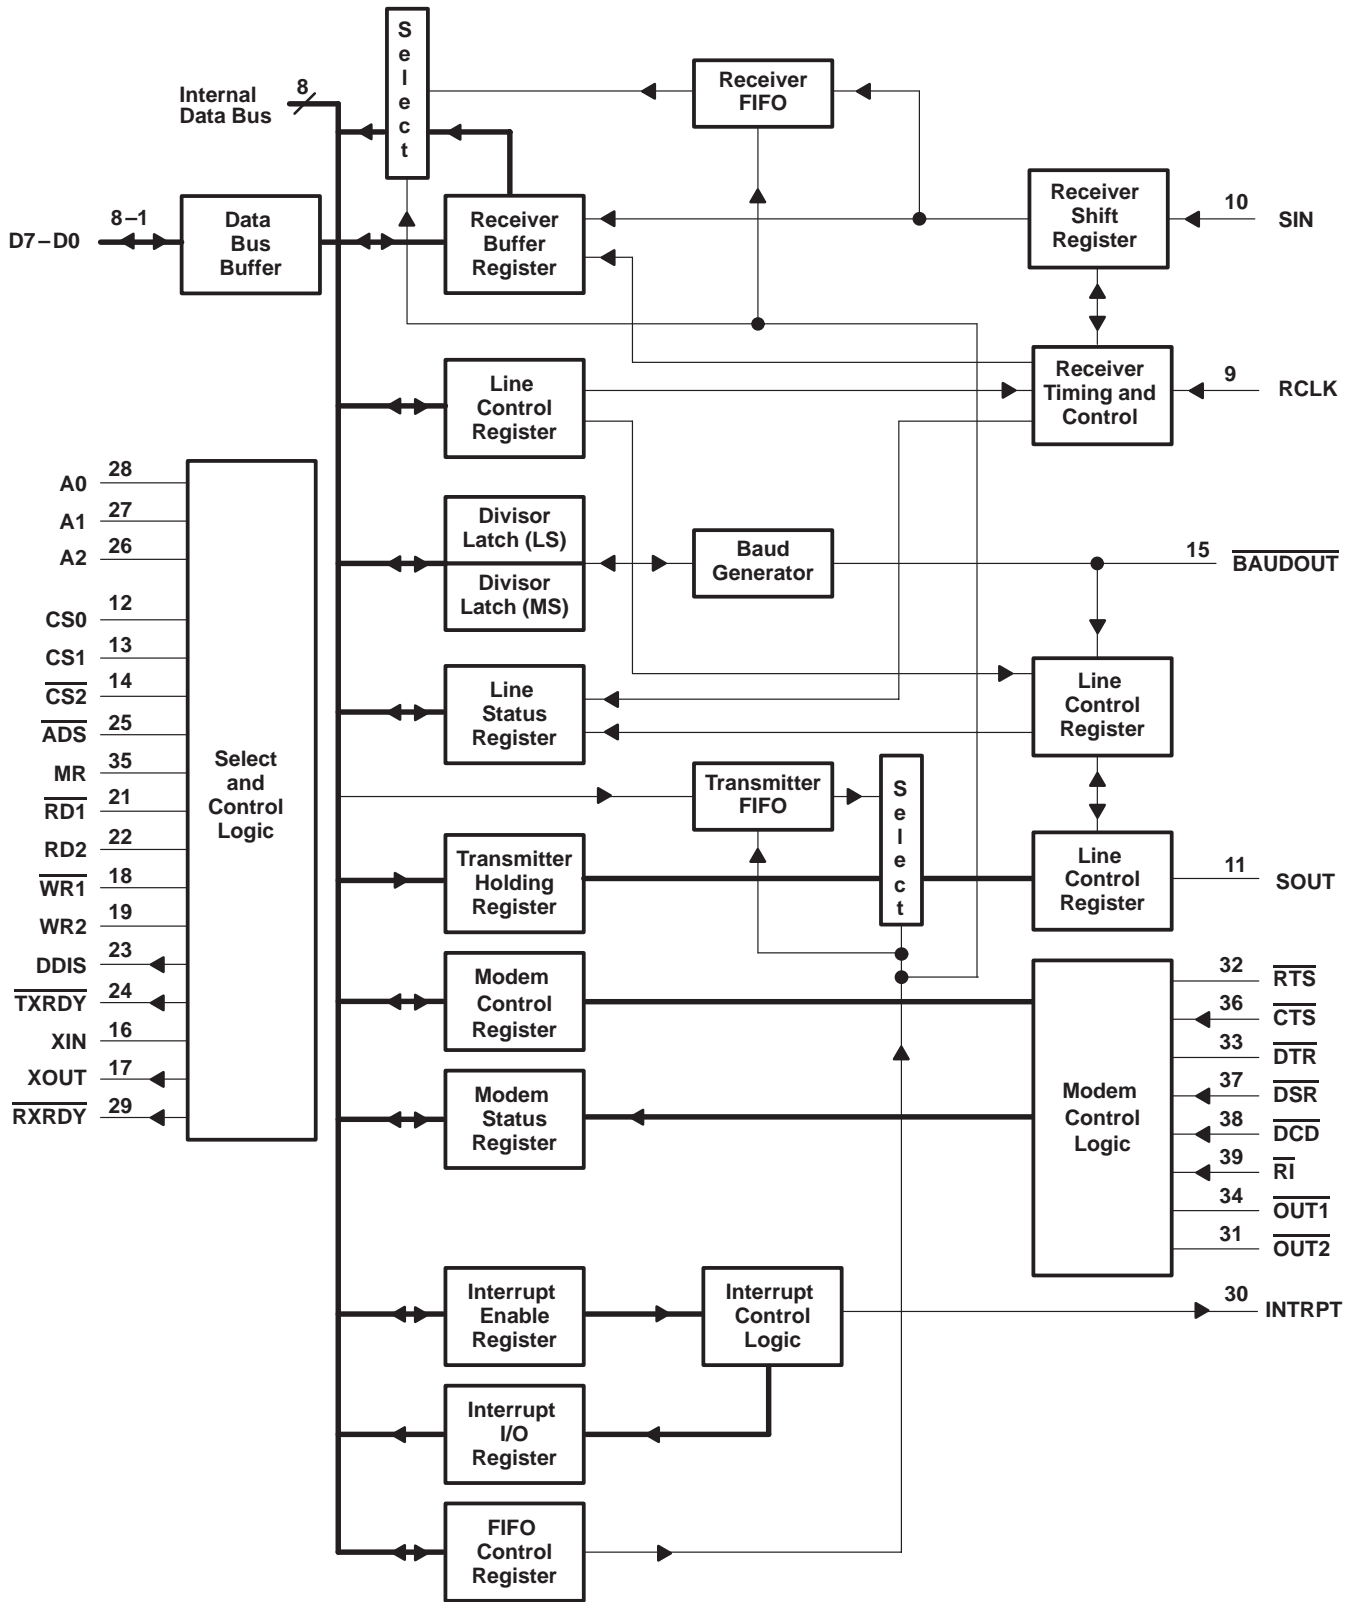 S
e
l
e
c
t
Internal
Data Bus
8
Receiver
FIFO
D7–D0
8–1
Data
Bus
Buffer
Receiver
Buffer
Register
Receiver
Shift
Register
10
SIN
Line
Control
Register
Receiver
Timing and
Control
9
RCLK
A0
28
A1
27
A2
26
CS0
12
CS1
13
CS2
14
ADS
25
MR
35
RD1
21
RD2
22
WR1
18
WR2
19
DDIS
23
TXRDY
24
XIN
16
XOUT
17
RXRDY
29
Select
and
Control
Logic
Divisor
Latch (LS)
Divisor
Latch (MS)
Baud
Generator
15
BAUDOUT
Line
Status
Register
Line
Control
Register
Transmitter
FIFO
S
e
l
e
c
t
Transmitter
Holding
Register
Line
Control
Register
11
SOUT
Modem
Control
Register
Modem
Status
Register
Modem
Control
Logic
32
RTS
36
CTS
33
DTR
37
DSR
38
DCD
39
RI
34
OUT1
31
OUT2
Interrupt
Enable
Register
Interrupt
Control
Logic
30
INTRPT
Interrupt
I/O
Register
FIFO
Control
Register